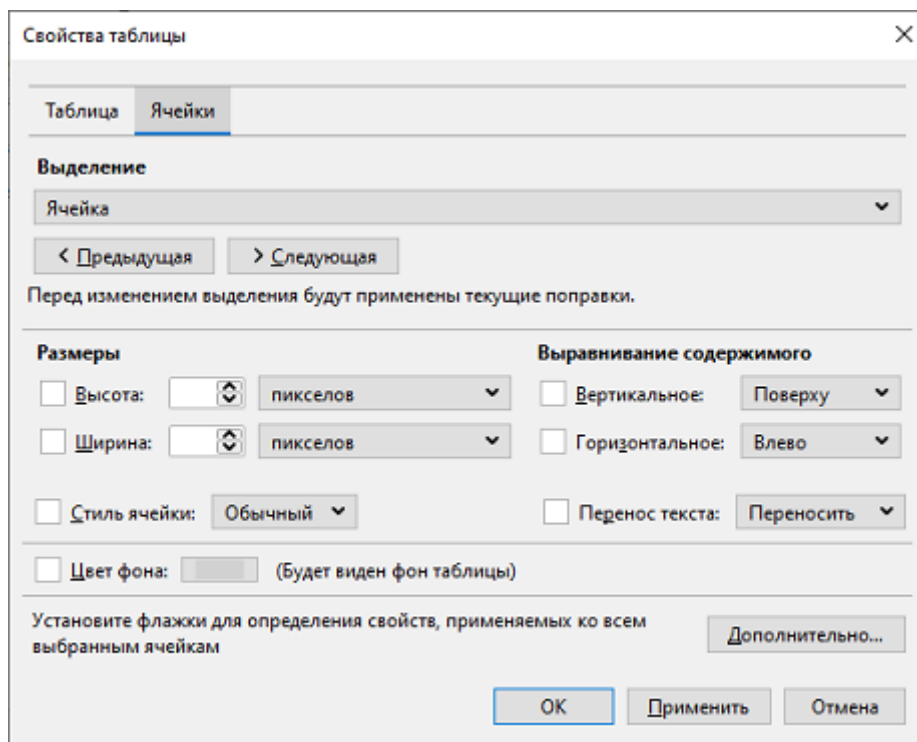 Свойства таблицы
Таблица Ячейки
Выделение
Ячейка
< Предыдущая > Следующая
Перед изменением выделения будут применены текущие поправки.
Размеры Выравнивание содержимого
Высота: пикселов Вертикальное: Поверху
Ширина: пикселов Горизонтальное: Влево
Стиль ячейки: Обычный Перенос текста: Переносить
Цвет фона: (Будет виден фон таблицы)
Установите флажки для определения свойств, применяемых ко всем
выбранным ячейкам
Дополнительно...
ОК Применить Отмена